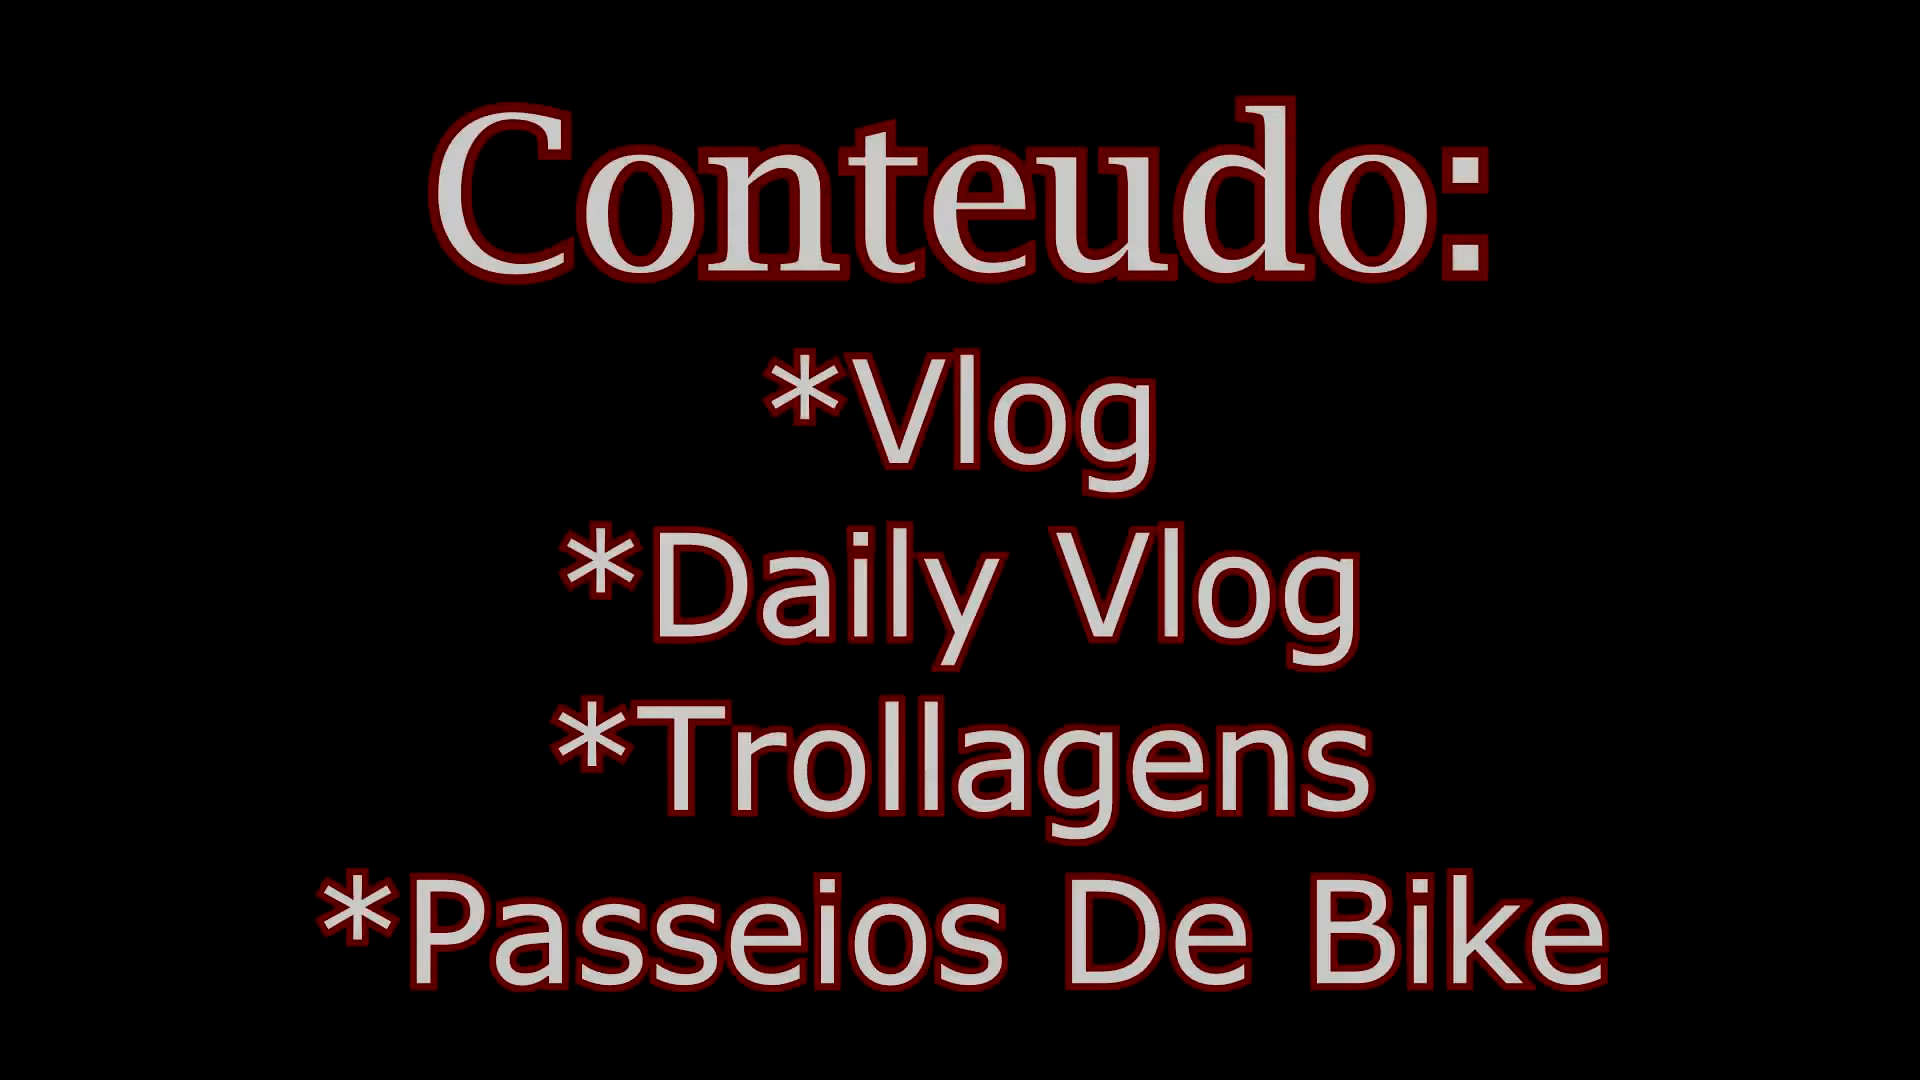 Conteudo:
*Vlog
*Daily Vlog
*Trollagens
*Passeios De Bike